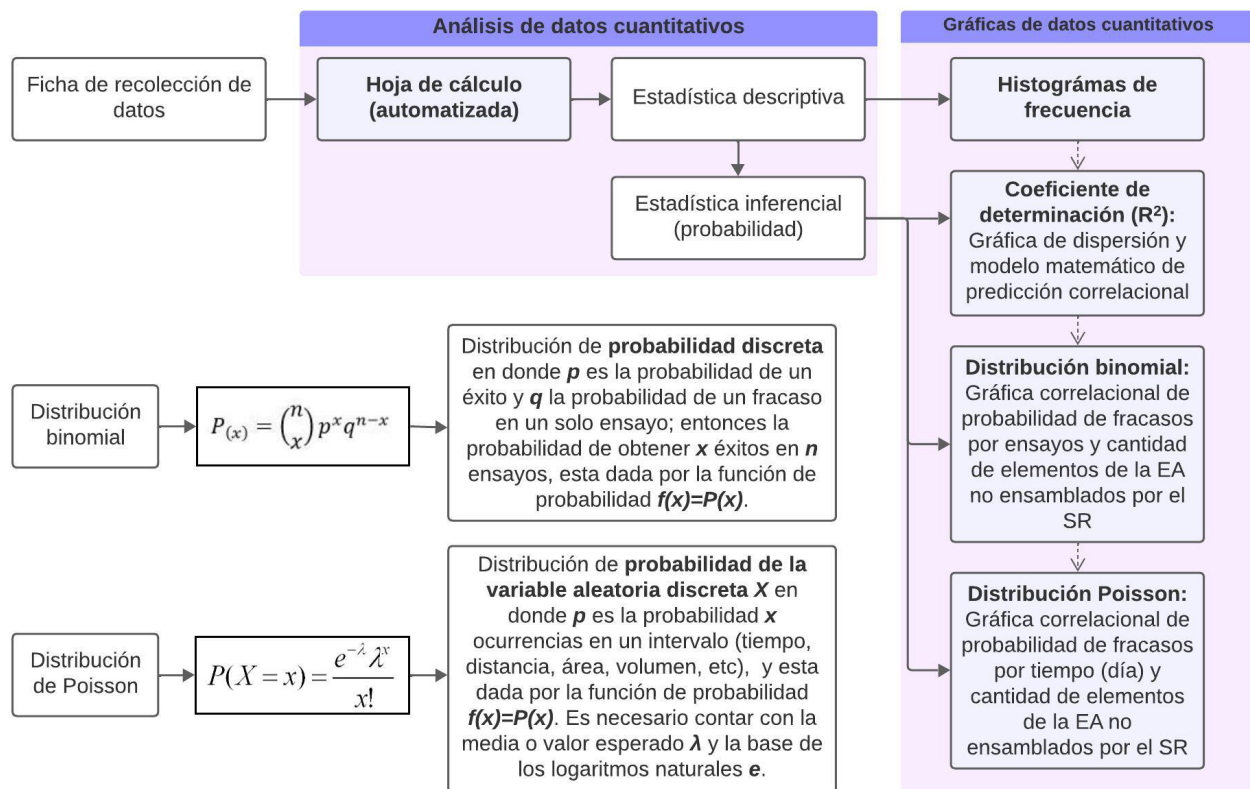 Análisis de datos cuantitativos
Gráficas de datos cuantitativos
Ficha de recolección de
datos
Hoja de cálculo
(automatizada)
Estadística descriptiva
Histográmas de
frecuencia
Estadística inferencial
(probabilidad)
Coeficiente de
determinación (R²):
Gráfica de dispersión y
modelo matemático de
predicción correlacional
Distribución
binomial
P₍ₓ₎ = (n x) pˣqⁿ⁻ˣ
Distribución de probabilidad discreta
en donde p es la probabilidad de un
éxito y q la probabilidad de un fracaso
en un solo ensayo; entonces la
probabilidad de obtener x éxitos en n
ensayos, esta dada por la función de
probabilidad f(x)=P(x).
Distribución binomial:
Gráfica correlacional de
probabilidad de fracasos
por ensayos y cantidad
de elementos de la EA
no ensamblados por el
SR
Distribución
de Poisson
P(X = x) = e^{-λ} λ^x / x!
Distribución de probabilidad de la
variable aleatoria discreta X en
donde p es la probabilidad x
ocurrencias en un intervalo (tiempo,
distancia, área, volumen, etc), y esta
dada por la función de probabilidad
f(x)=P(x). Es necesario contar con la
media o valor esperado λ y la base de
los logaritmos naturales e.
Distribución Poisson:
Gráfica correlacional de
probabilidad de fracasos
por tiempo (día) y
cantidad de elementos
de la EA no
ensamblados por el SR